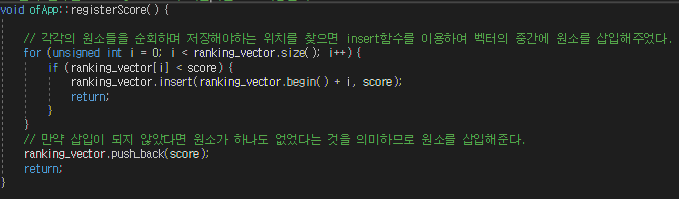 void ofApp::registerScore() {
// 각각의 원소들을 순회하며 저장해야하는 위치를 찾으면 insert함수를 이용하여 벡터의 중간에 원소를 삽입해주었다.
for (unsigned int i = 0; i < ranking_vector.size(); i++) {
if (ranking_vector[i] < score) {
ranking_vector.insert(ranking_vector.begin() + i, score);
return;
}
}
// 만약 삽입이 되지 않았다면 원소가 하나도 없었다는 것을 의미하므로 원소를 삽입해준다.
ranking_vector.push_back(score);
return;
}